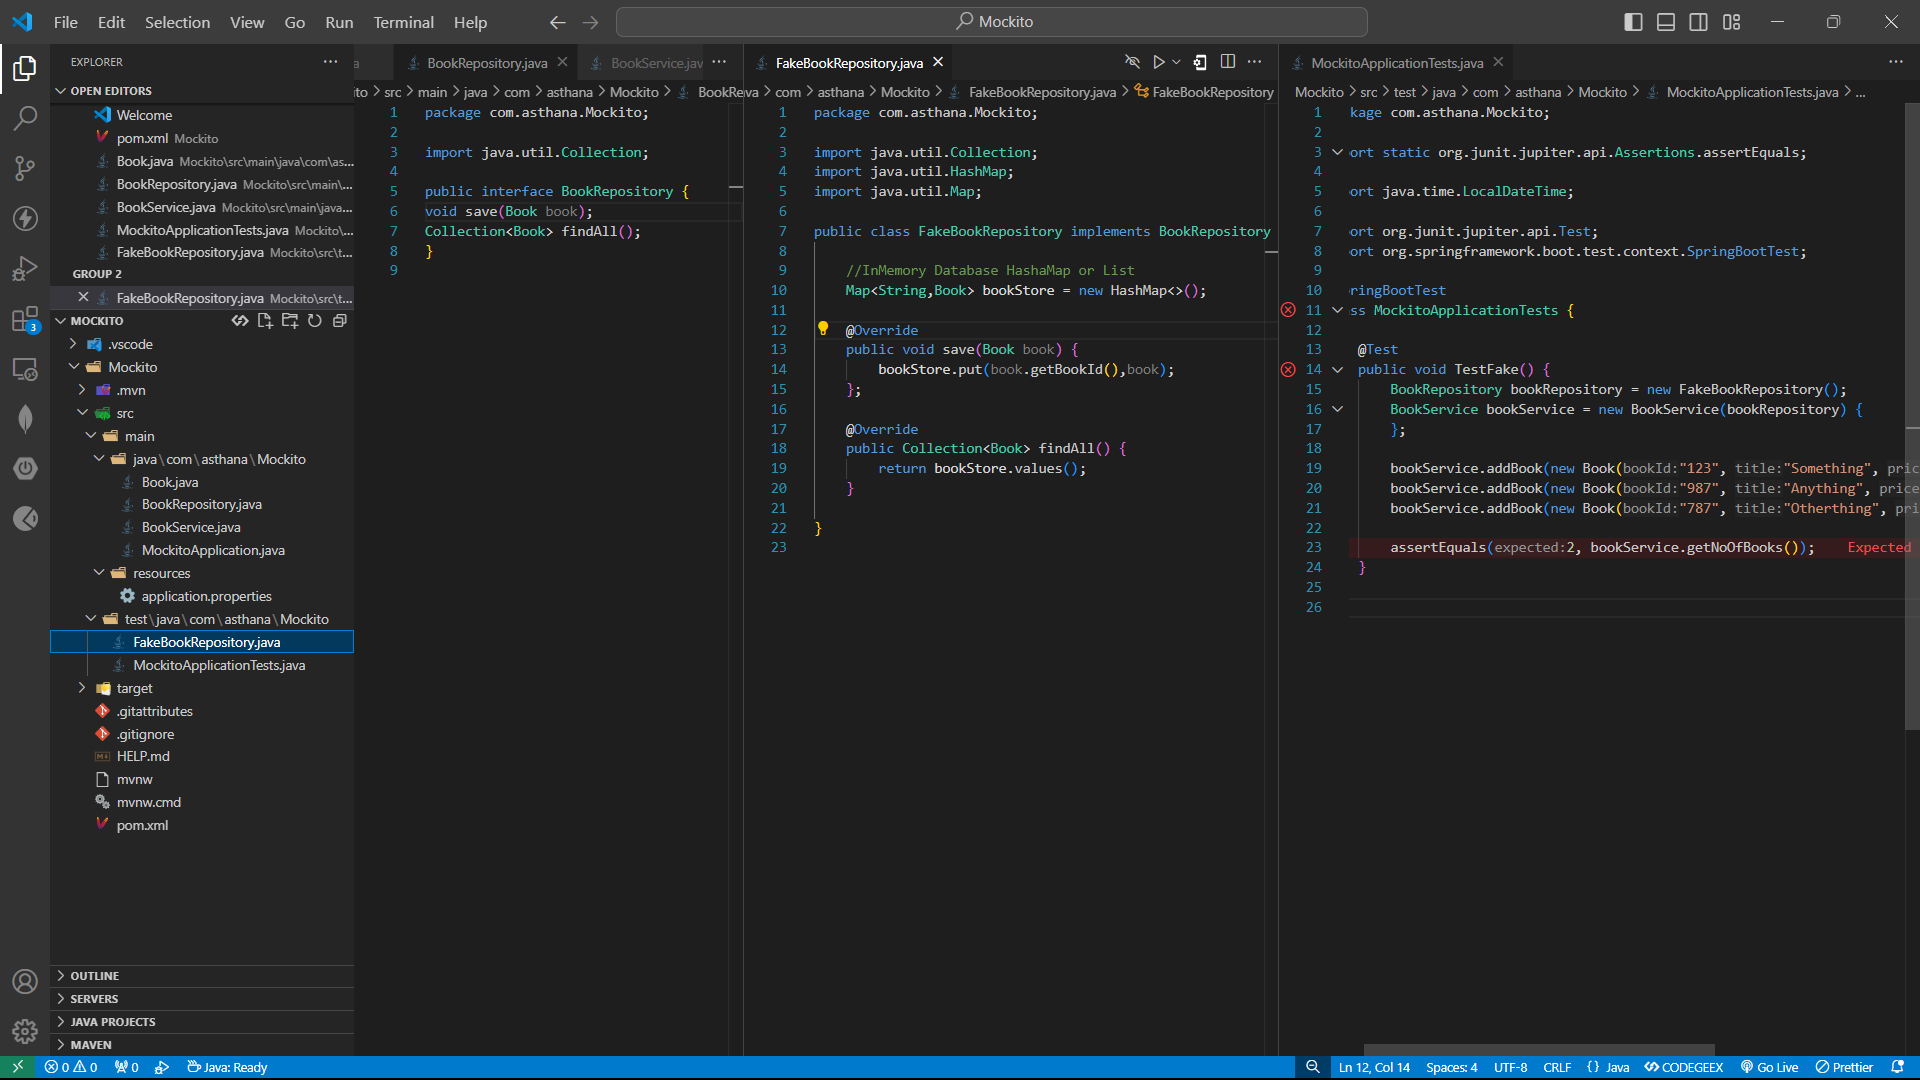 File Edit Selection View Go Run Terminal Help
Mockito
EXPLORER
OPEN EDITORS
Welcome
pom.xml Mockito
Book.java Mockito\src\main\java\com\as...
BookRepository.java Mockito\src\main\...
BookService.java Mockito\src\main\java...
MockitoApplicationTests.java Mockito\...
FakeBookRepository.java Mockito\src\t...
GROUP 2
FakeBookRepository.java Mockito\src\t...
MOCKITO
.vscode
Mockito
.mvn
src
main
java\com\asthana\Mockito
Book.java
BookRepository.java
BookService.java
MockitoApplication.java
resources
application.properties
test\java\com\asthana\Mockito
FakeBookRepository.java
MockitoApplicationTests.java
target
.gitattributes
.gitignore
HELP.md
mvnw
mvnw.cmd
pom.xml
OUTLINE
SERVERS
JAVA PROJECTS
MAVEN
3
BookRepository.java
BookService.jav
ito > src > main > java > com > asthana > Mockito > BookRe
1 package com.asthana.Mockito;
2
3 import java.util.Collection;
4
5 public interface BookRepository {
6 void save(Book book);
7 Collection<Book> findAll();
8 }
9
FakeBookRepository.java
va > com > asthana > Mockito > FakeBookRepository.java > FakeBookRepository
1 package com.asthana.Mockito;
2
3 import java.util.Collection;
4 import java.util.HashMap;
5 import java.util.Map;
6
7 public class FakeBookRepository implements BookRepository
8
9 //InMemory Database HashaMap or List
10 Map<String,Book> bookStore = new HashMap<>();
11
12 @Override
13 public void save(Book book) {
14 bookStore.put(book.getBookId(),book);
15 };
16
17 @Override
18 public Collection<Book> findAll() {
19 return bookStore.values();
20 }
21
22 }
23
MockitoApplicationTests.java
Mockito > src > test > java > com > asthana > Mockito > MockitoApplicationTests.java > ...
1 kage com.asthana.Mockito;
2
3 ort static org.junit.jupiter.api.Assertions.assertEquals;
4
5 ort java.time.LocalDateTime;
6
7 ort org.junit.jupiter.api.Test;
8 ort org.springframework.boot.test.context.SpringBootTest;
9
10 ringBootTest
11 ss MockitoApplicationTests {
12
13 @Test
14 public void TestFake() {
15 BookRepository bookRepository = new FakeBookRepository();
16 BookService bookService = new BookService(bookRepository) {
17 };
18
19 bookService.addBook(new Book(bookId:"123", title:"Something", pric
20 bookService.addBook(new Book(bookId:"987", title:"Anything", price
21 bookService.addBook(new Book(bookId:"787", title:"Otherthing", pri
22
23 assertEquals(expected:2, bookService.getNoOfBooks()); Expected
24 }
25
26
0 0 0 Java: Ready
Ln 12, Col 14 Spaces: 4 UTF-8 CRLF {} Java CODEGEEX Go Live Prettier